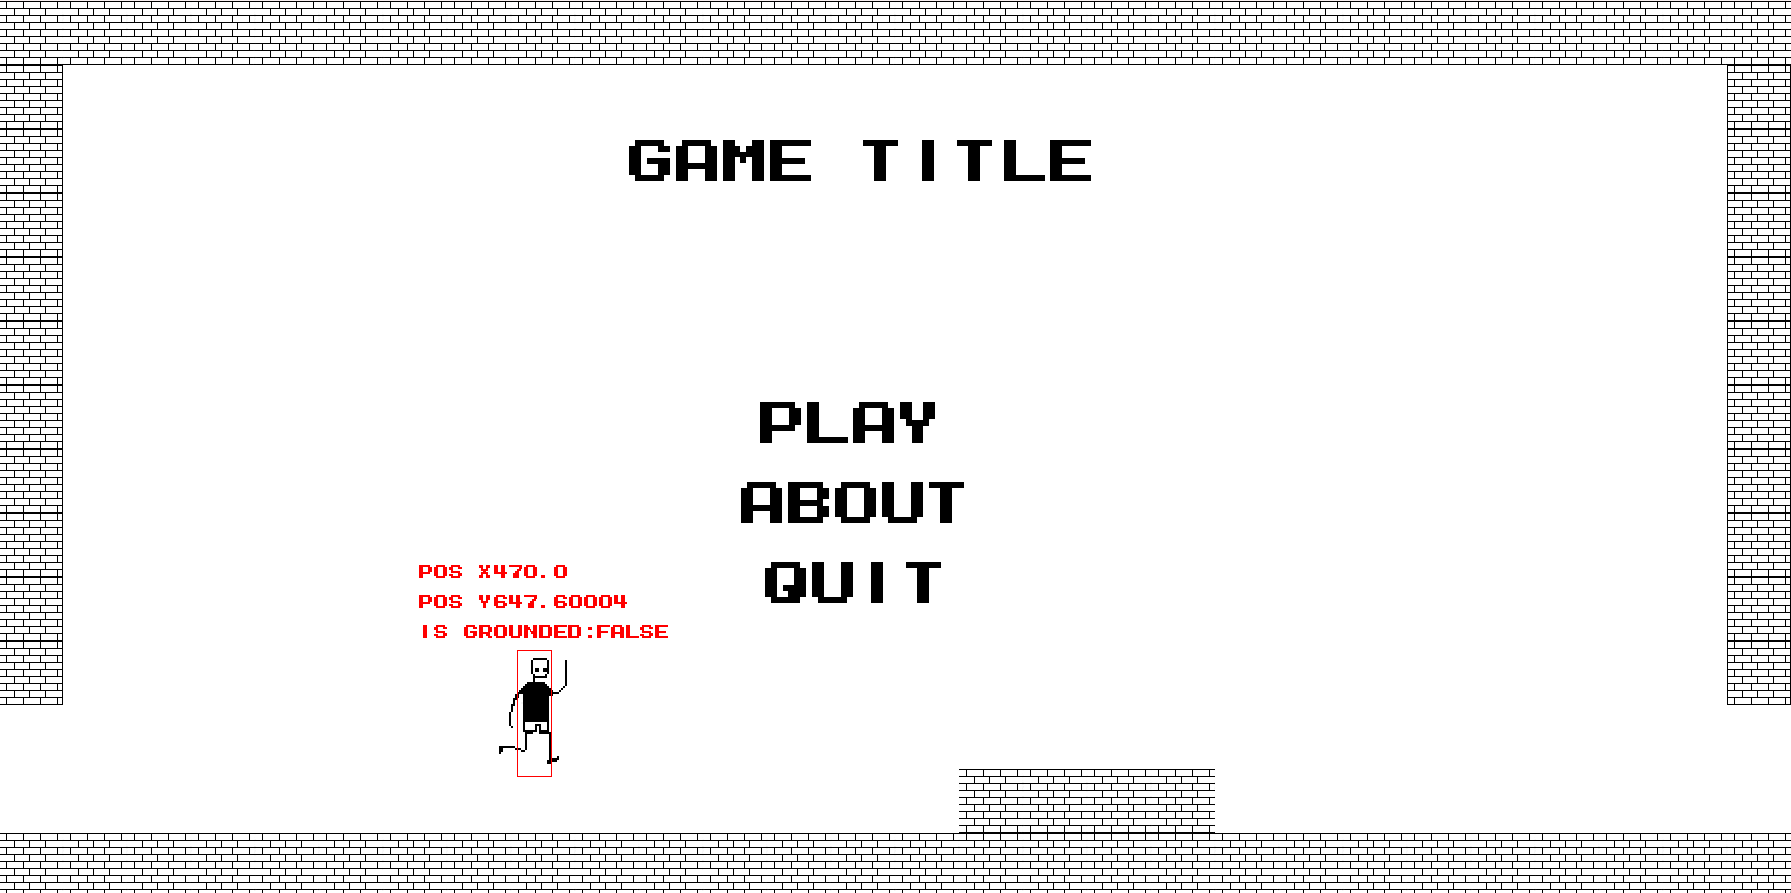 GAME TITLE
PLAY
ABOUT
QUIT
POS X470.0
POS Y647.60004
IS GROUNDED:FALSE